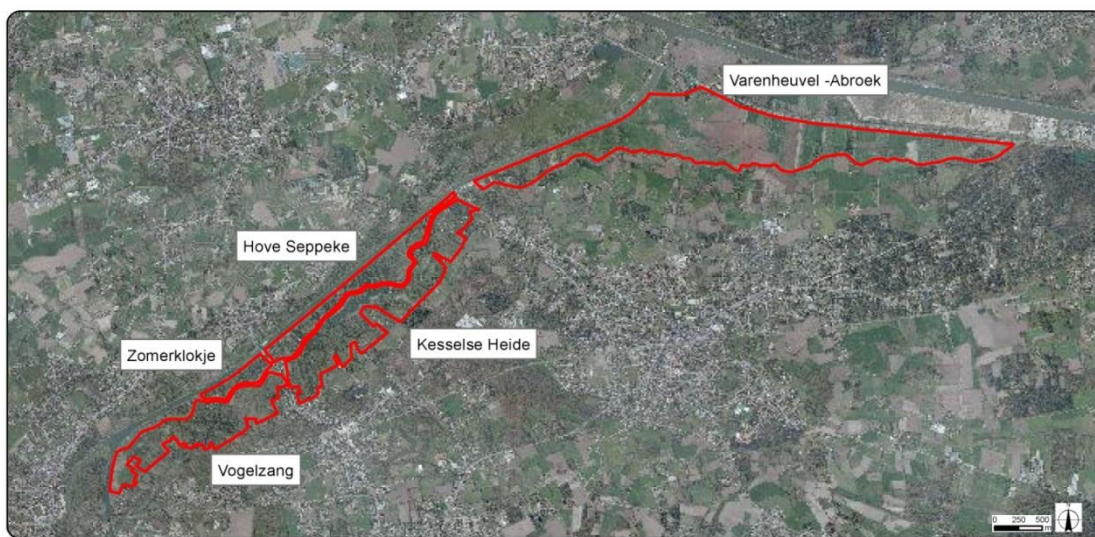 Varenheuvel -Abroek
Hove Seppeke
Zomerklokje
Kesselse Heide
Vogelzang
0 250 500
m